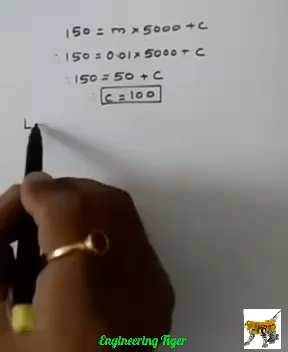 150 = m × 5000 + C
∴ 150 = 0.01 × 5000 + C
∴ 150 = 50 + C
∴ C = 100
L
Engineering Tiger